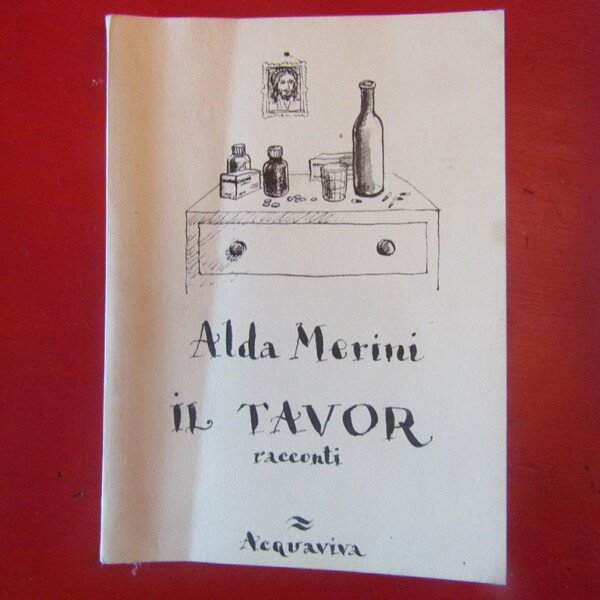 Alda Merini
iL TAVOR
racconti
Acquaviva